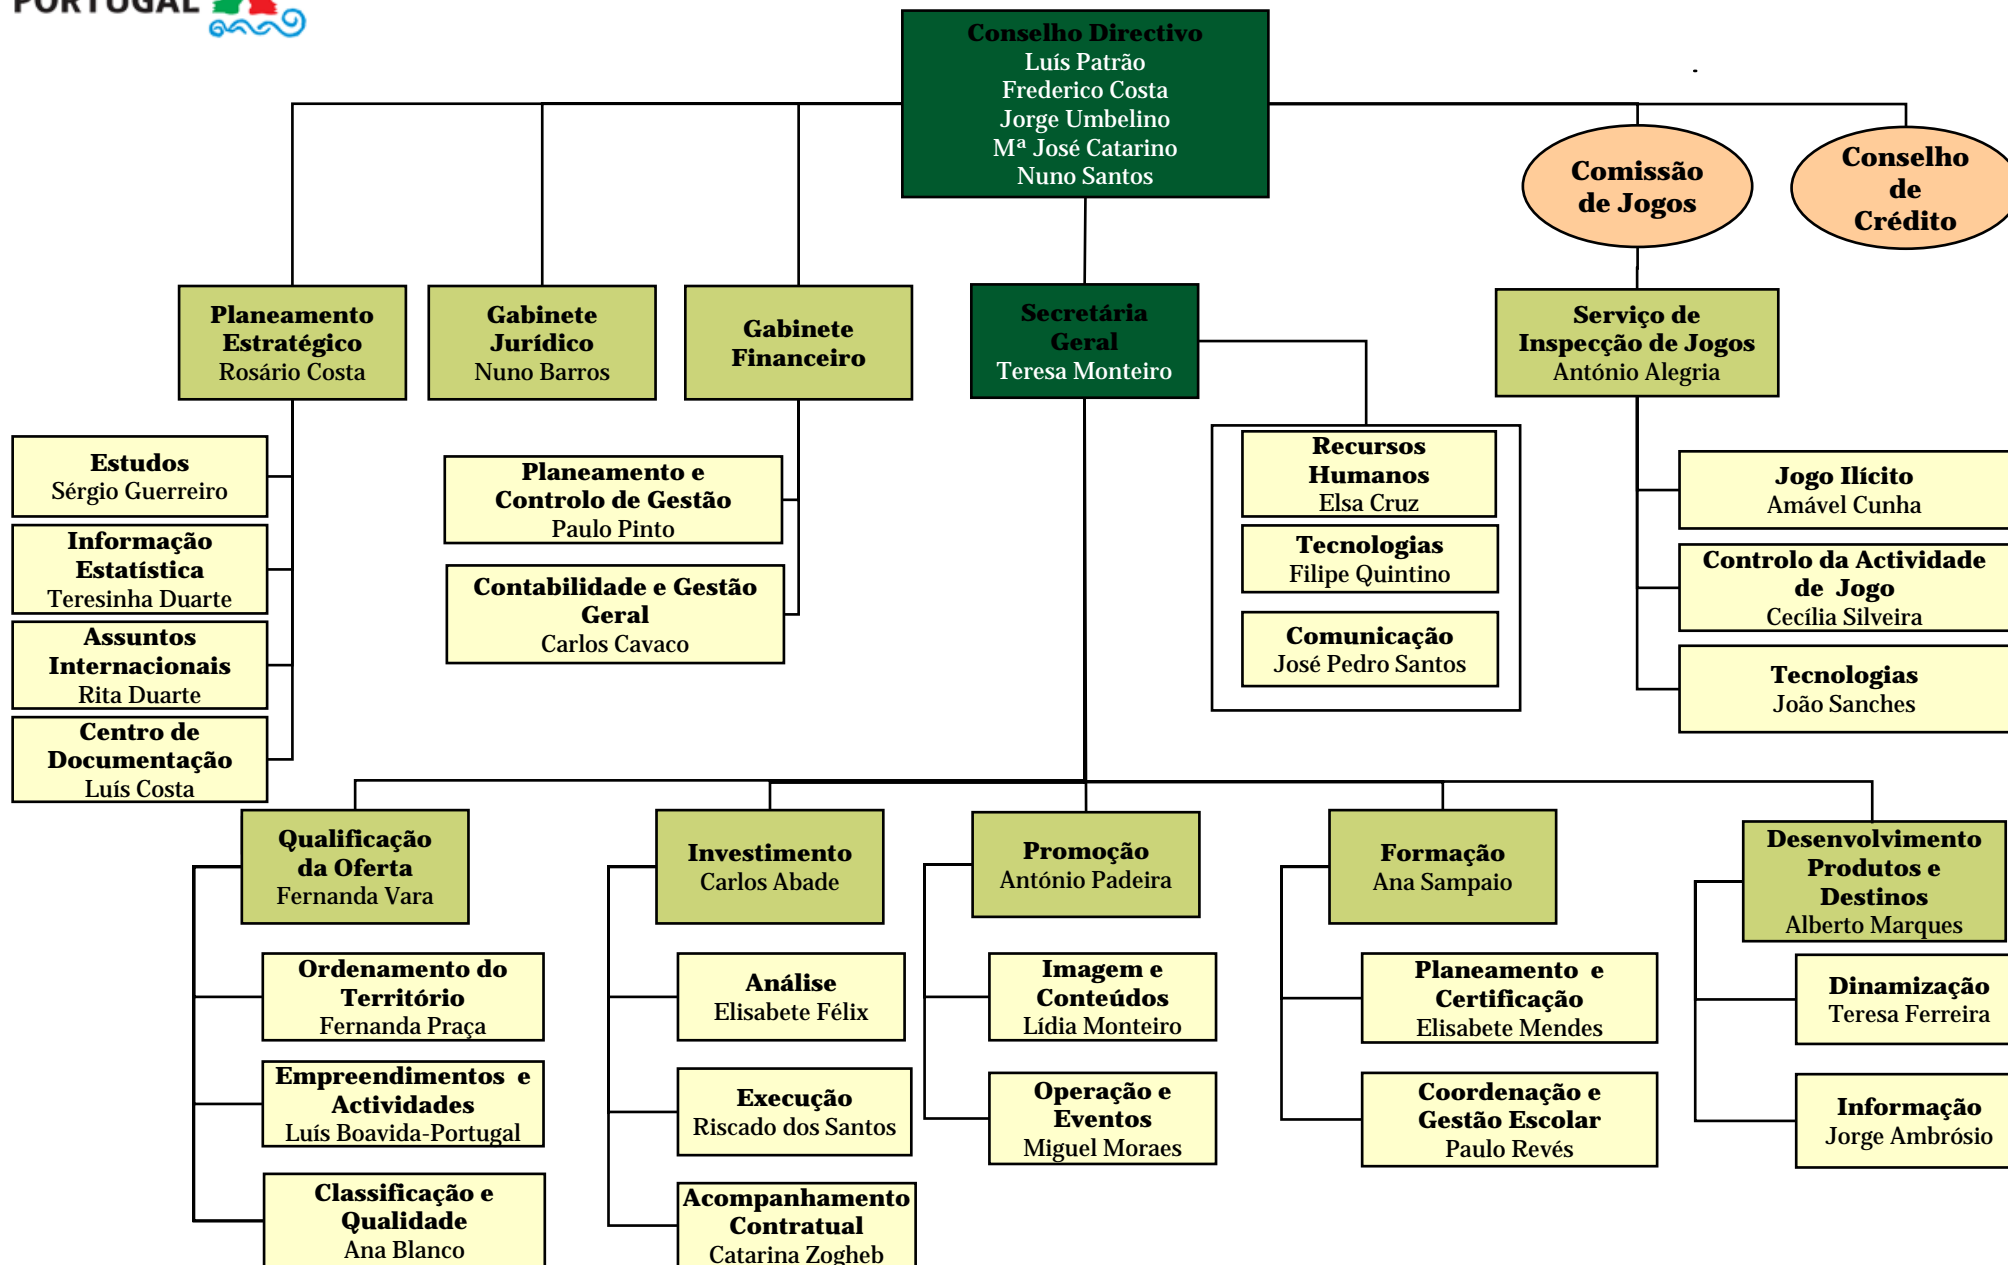 PORTUGAL
Conselho Directivo
Luís Patrão
Frederico Costa
Jorge Umbelino
Mª José Catarino
Nuno Santos
Comissão
de Jogos
Conselho
de
Crédito
Planeamento
Estratégico
Rosário Costa
Gabinete
Jurídico
Nuno Barros
Gabinete
Financeiro
Secretária
Geral
Teresa Monteiro
Serviço de
Inspecção de Jogos
António Alegria
Estudos
Sérgio Guerreiro
Informação
Estatística
Teresinha Duarte
Assuntos
Internacionais
Rita Duarte
Centro de
Documentação
Luís Costa
Planeamento e
Controlo de Gestão
Paulo Pinto
Contabilidade e Gestão
Geral
Carlos Cavaco
Recursos
Humanos
Elsa Cruz
Tecnologias
Filipe Quintino
Comunicação
José Pedro Santos
Jogo Ilícito
Amável Cunha
Controlo da Actividade
de Jogo
Cecília Silveira
Tecnologias
João Sanches
Qualificação
da Oferta
Fernanda Vara
Investimento
Carlos Abade
Promoção
António Padeira
Formação
Ana Sampaio
Desenvolvimento
Produtos e
Destinos
Alberto Marques
Ordenamento do
Território
Fernanda Praça
Empreendimentos e
Actividades
Luís Boavida-Portugal
Classificação e
Qualidade
Ana Blanco
Análise
Elisabete Félix
Execução
Riscado dos Santos
Acompanhamento
Contratual
Catarina Zogheb
Imagem e
Conteúdos
Lídia Monteiro
Operação e
Eventos
Miguel Moraes
Planeamento e
Certificação
Elisabete Mendes
Coordenação e
Gestão Escolar
Paulo Revés
Dinamização
Teresa Ferreira
Informação
Jorge Ambrósio